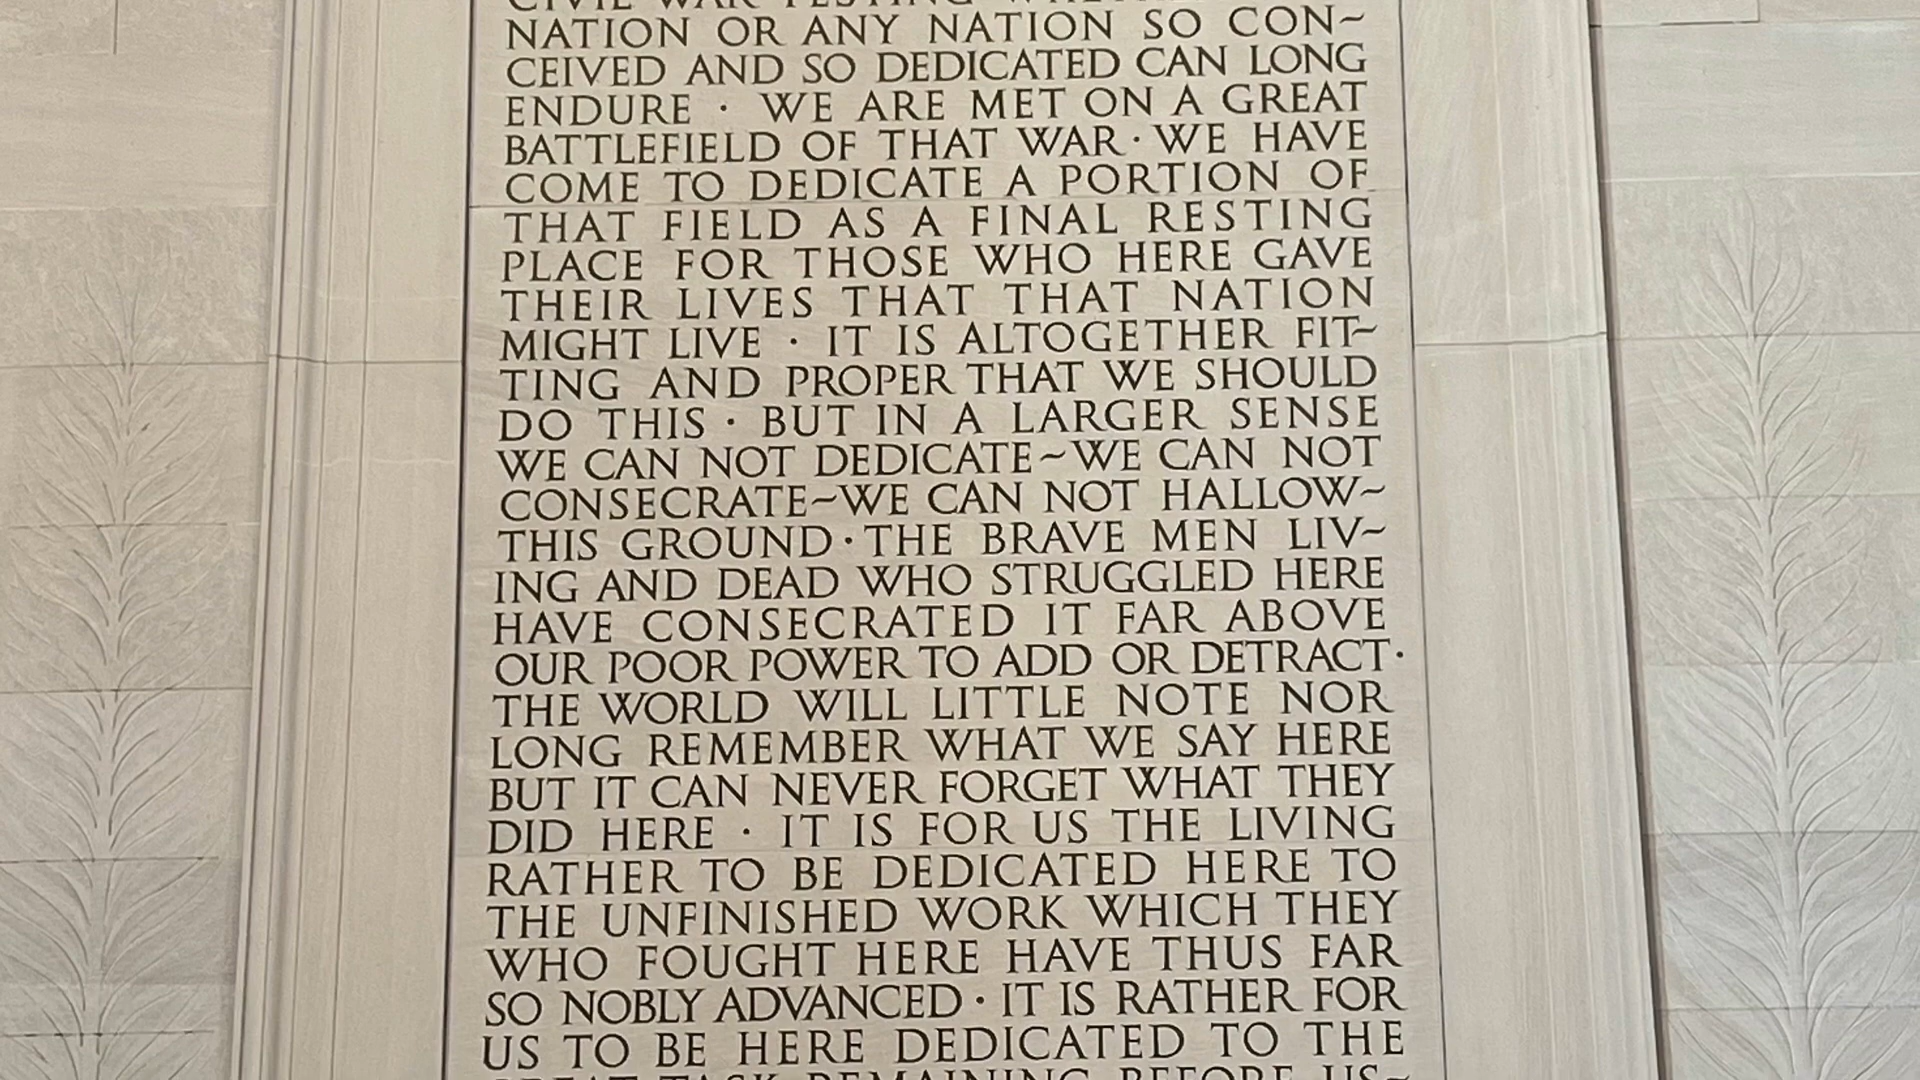 CIVIL WAR TESTING
NATION OR ANY NATION SO CON~
CEIVED AND SO DEDICATED CAN LONG
ENDURE · WE ARE MET ON A GREAT
BATTLEFIELD OF THAT WAR · WE HAVE
COME TO DEDICATE A PORTION OF
THAT FIELD AS A FINAL RESTING
PLACE FOR THOSE WHO HERE GAVE
THEIR LIVES THAT THAT NATION
MIGHT LIVE · IT IS ALTOGETHER FIT~
TING AND PROPER THAT WE SHOULD
DO THIS · BUT IN A LARGER SENSE
WE CAN NOT DEDICATE~WE CAN NOT
CONSECRATE~WE CAN NOT HALLOW~
THIS GROUND · THE BRAVE MEN LIV~
ING AND DEAD WHO STRUGGLED HERE
HAVE CONSECRATED IT FAR ABOVE
OUR POOR POWER TO ADD OR DETRACT ·
THE WORLD WILL LITTLE NOTE NOR
LONG REMEMBER WHAT WE SAY HERE
BUT IT CAN NEVER FORGET WHAT THEY
DID HERE · IT IS FOR US THE LIVING
RATHER TO BE DEDICATED HERE TO
THE UNFINISHED WORK WHICH THEY
WHO FOUGHT HERE HAVE THUS FAR
SO NOBLY ADVANCED · IT IS RATHER FOR
US TO BE HERE DEDICATED TO THE
GREAT TASK REMAINING BEFORE US~